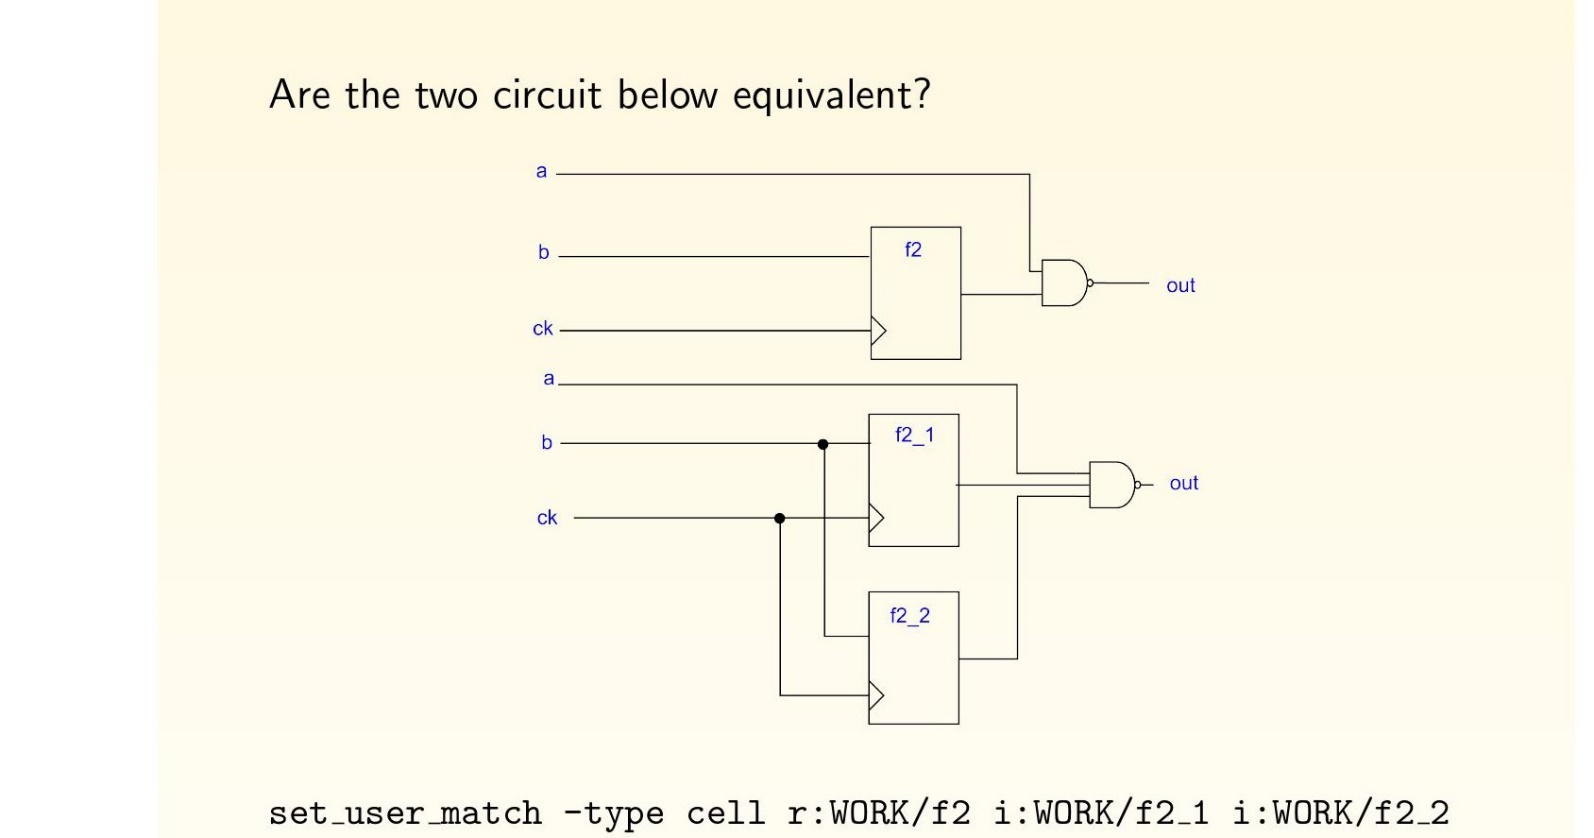 Are the two circuit below equivalent?
a
f2
b
out
ck
a
f2_1
b
out
ck
f2_2
set_user_match -type cell r:WORK/f2 i:WORK/f2_1 i:WORK/f2_2